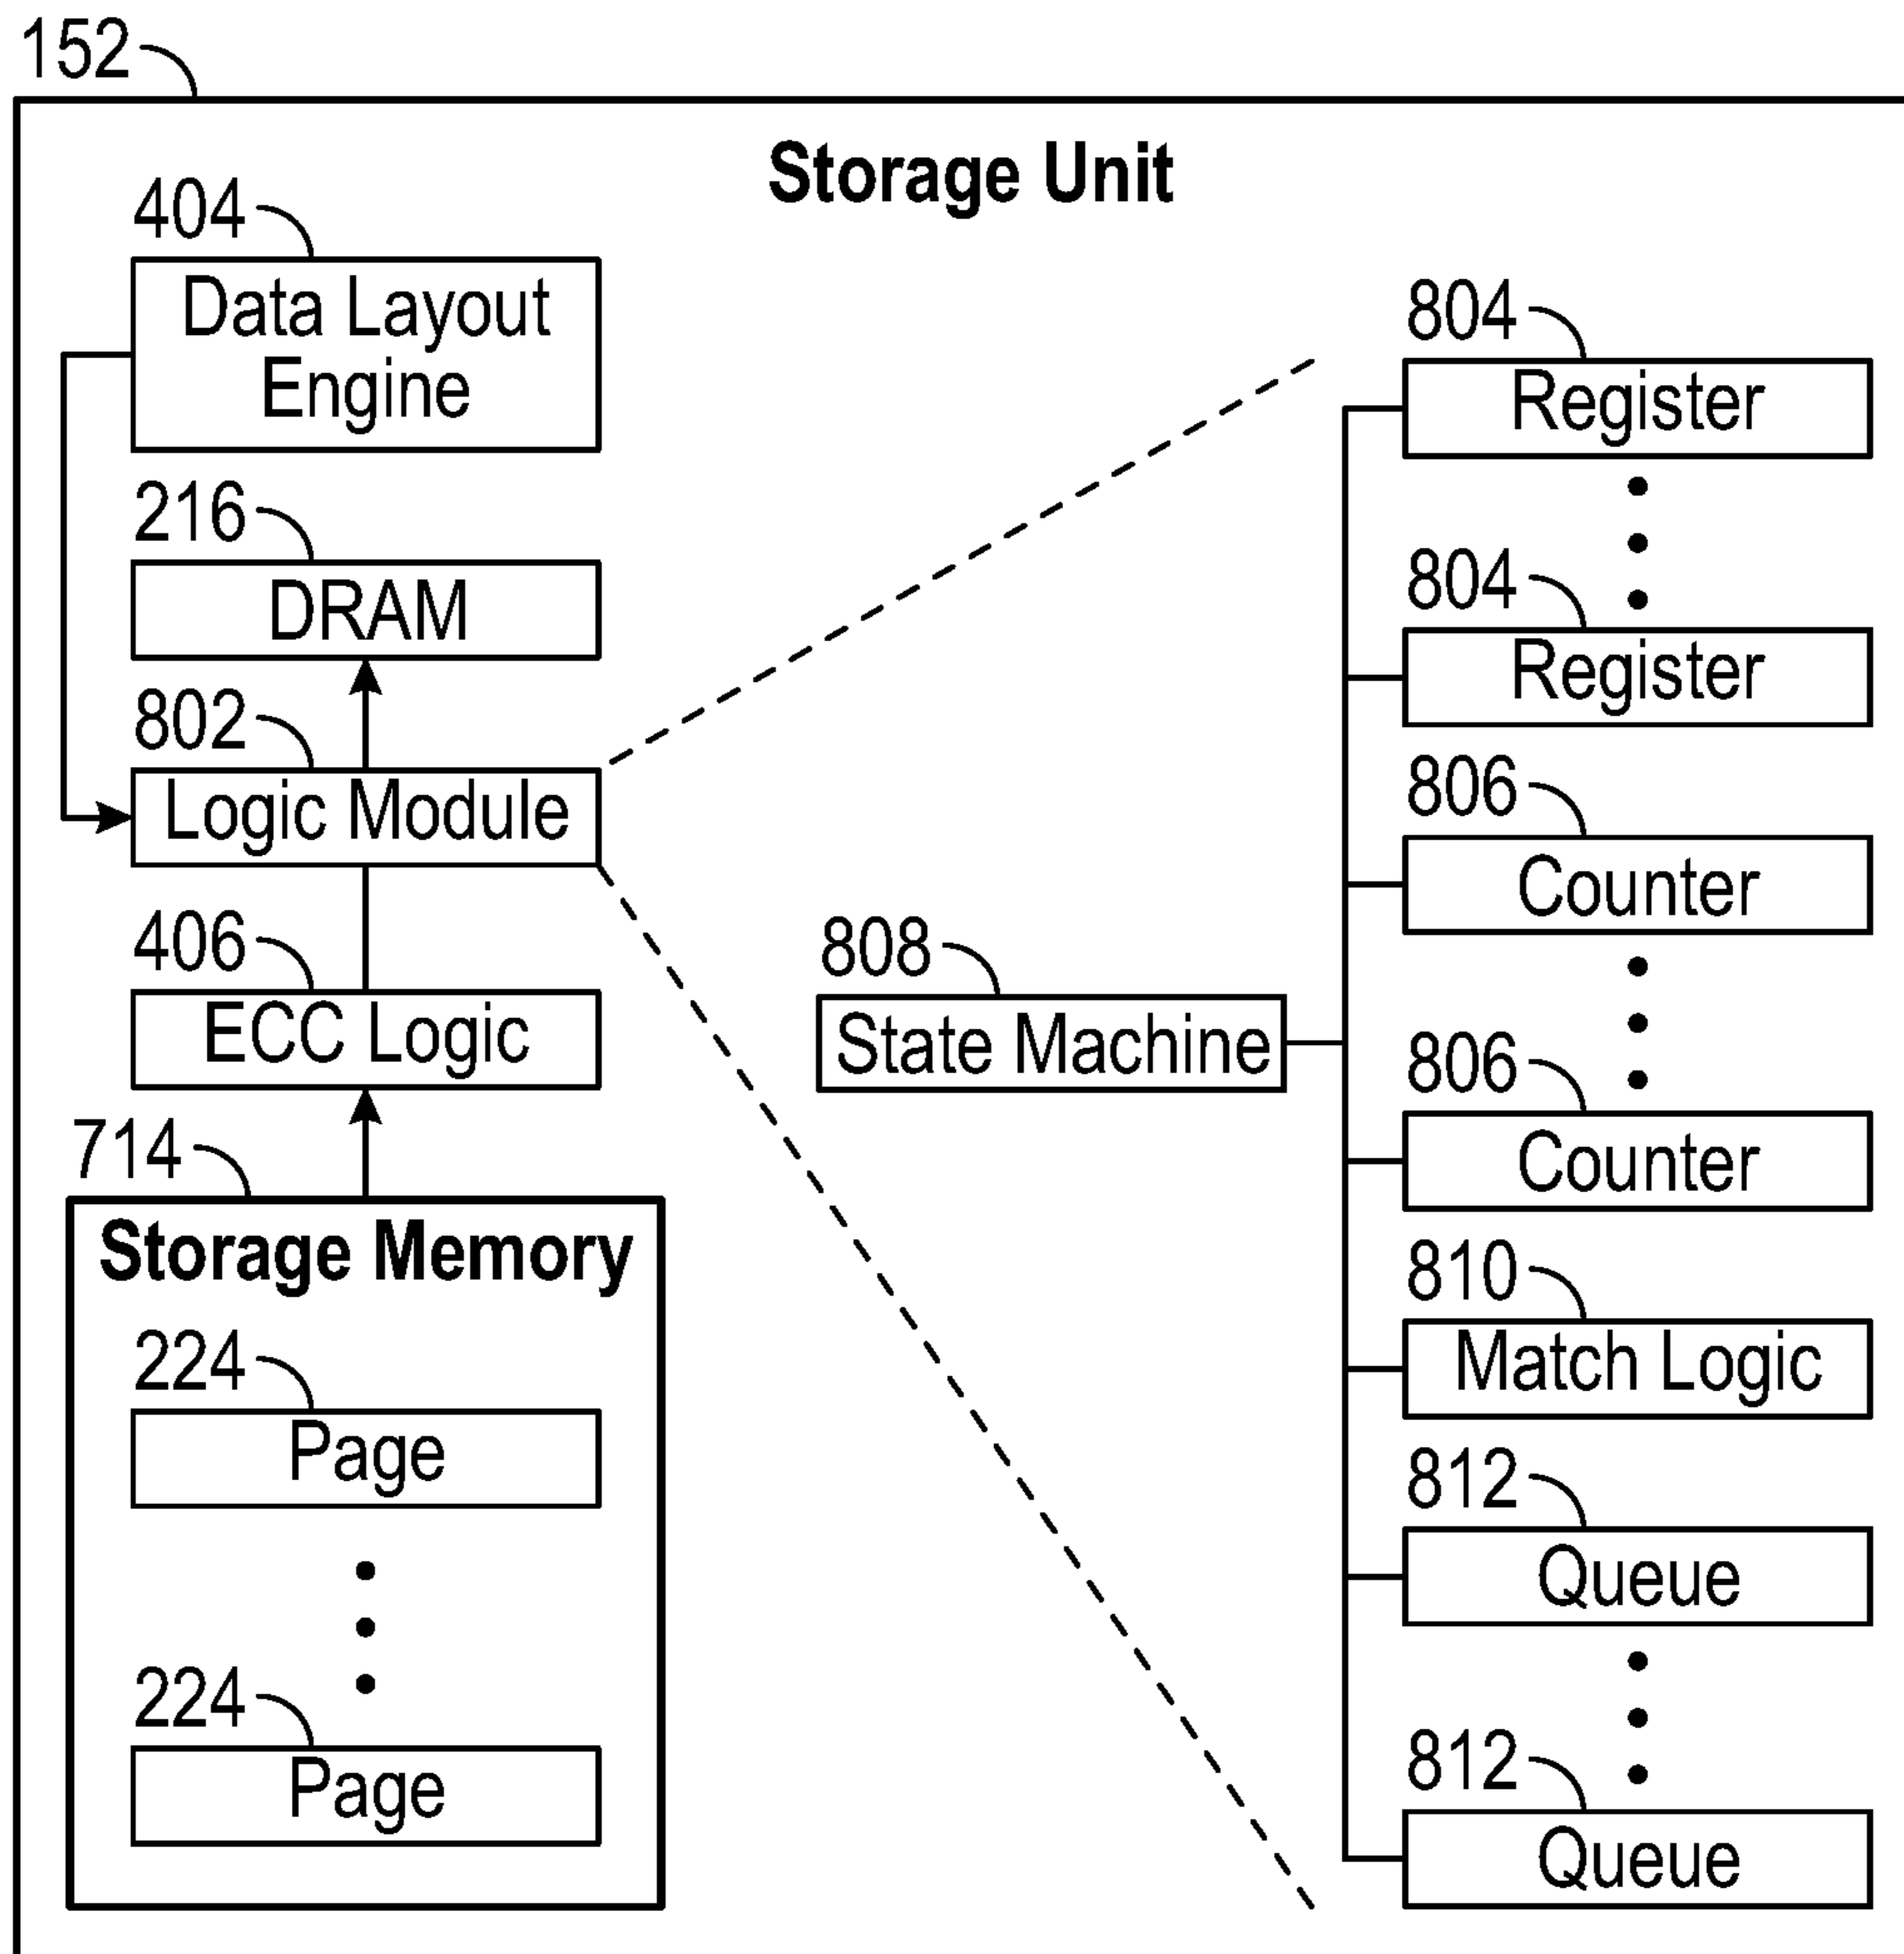 152
Storage Unit
404
Data Layout
Engine
216
DRAM
802
Logic Module
406
ECC Logic
714
Storage Memory
224
Page
224
Page
808
State Machine
804
Register
804
Register
806
Counter
806
Counter
810
Match Logic
812
Queue
812
Queue